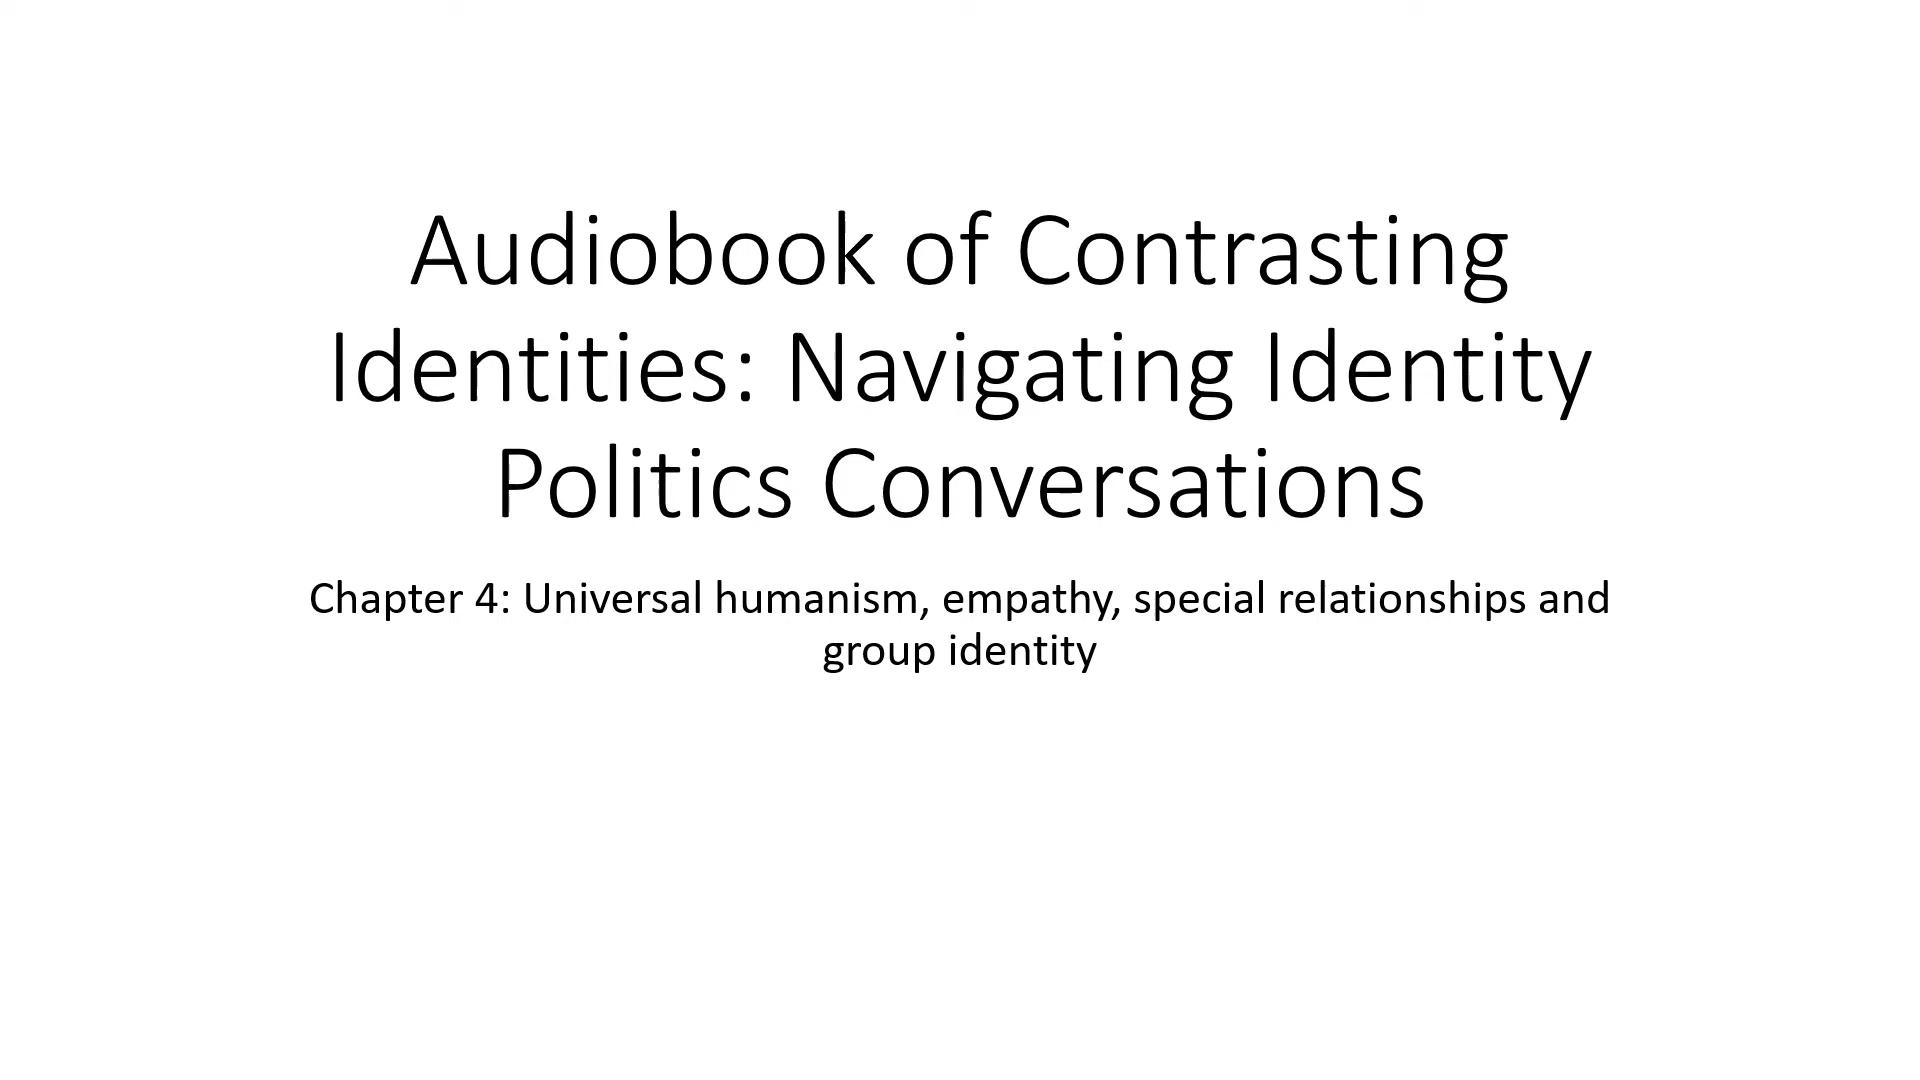 Audiobook of Contrasting
Identities: Navigating Identity
Politics Conversations
Chapter 4: Universal humanism, empathy, special relationships and
group identity